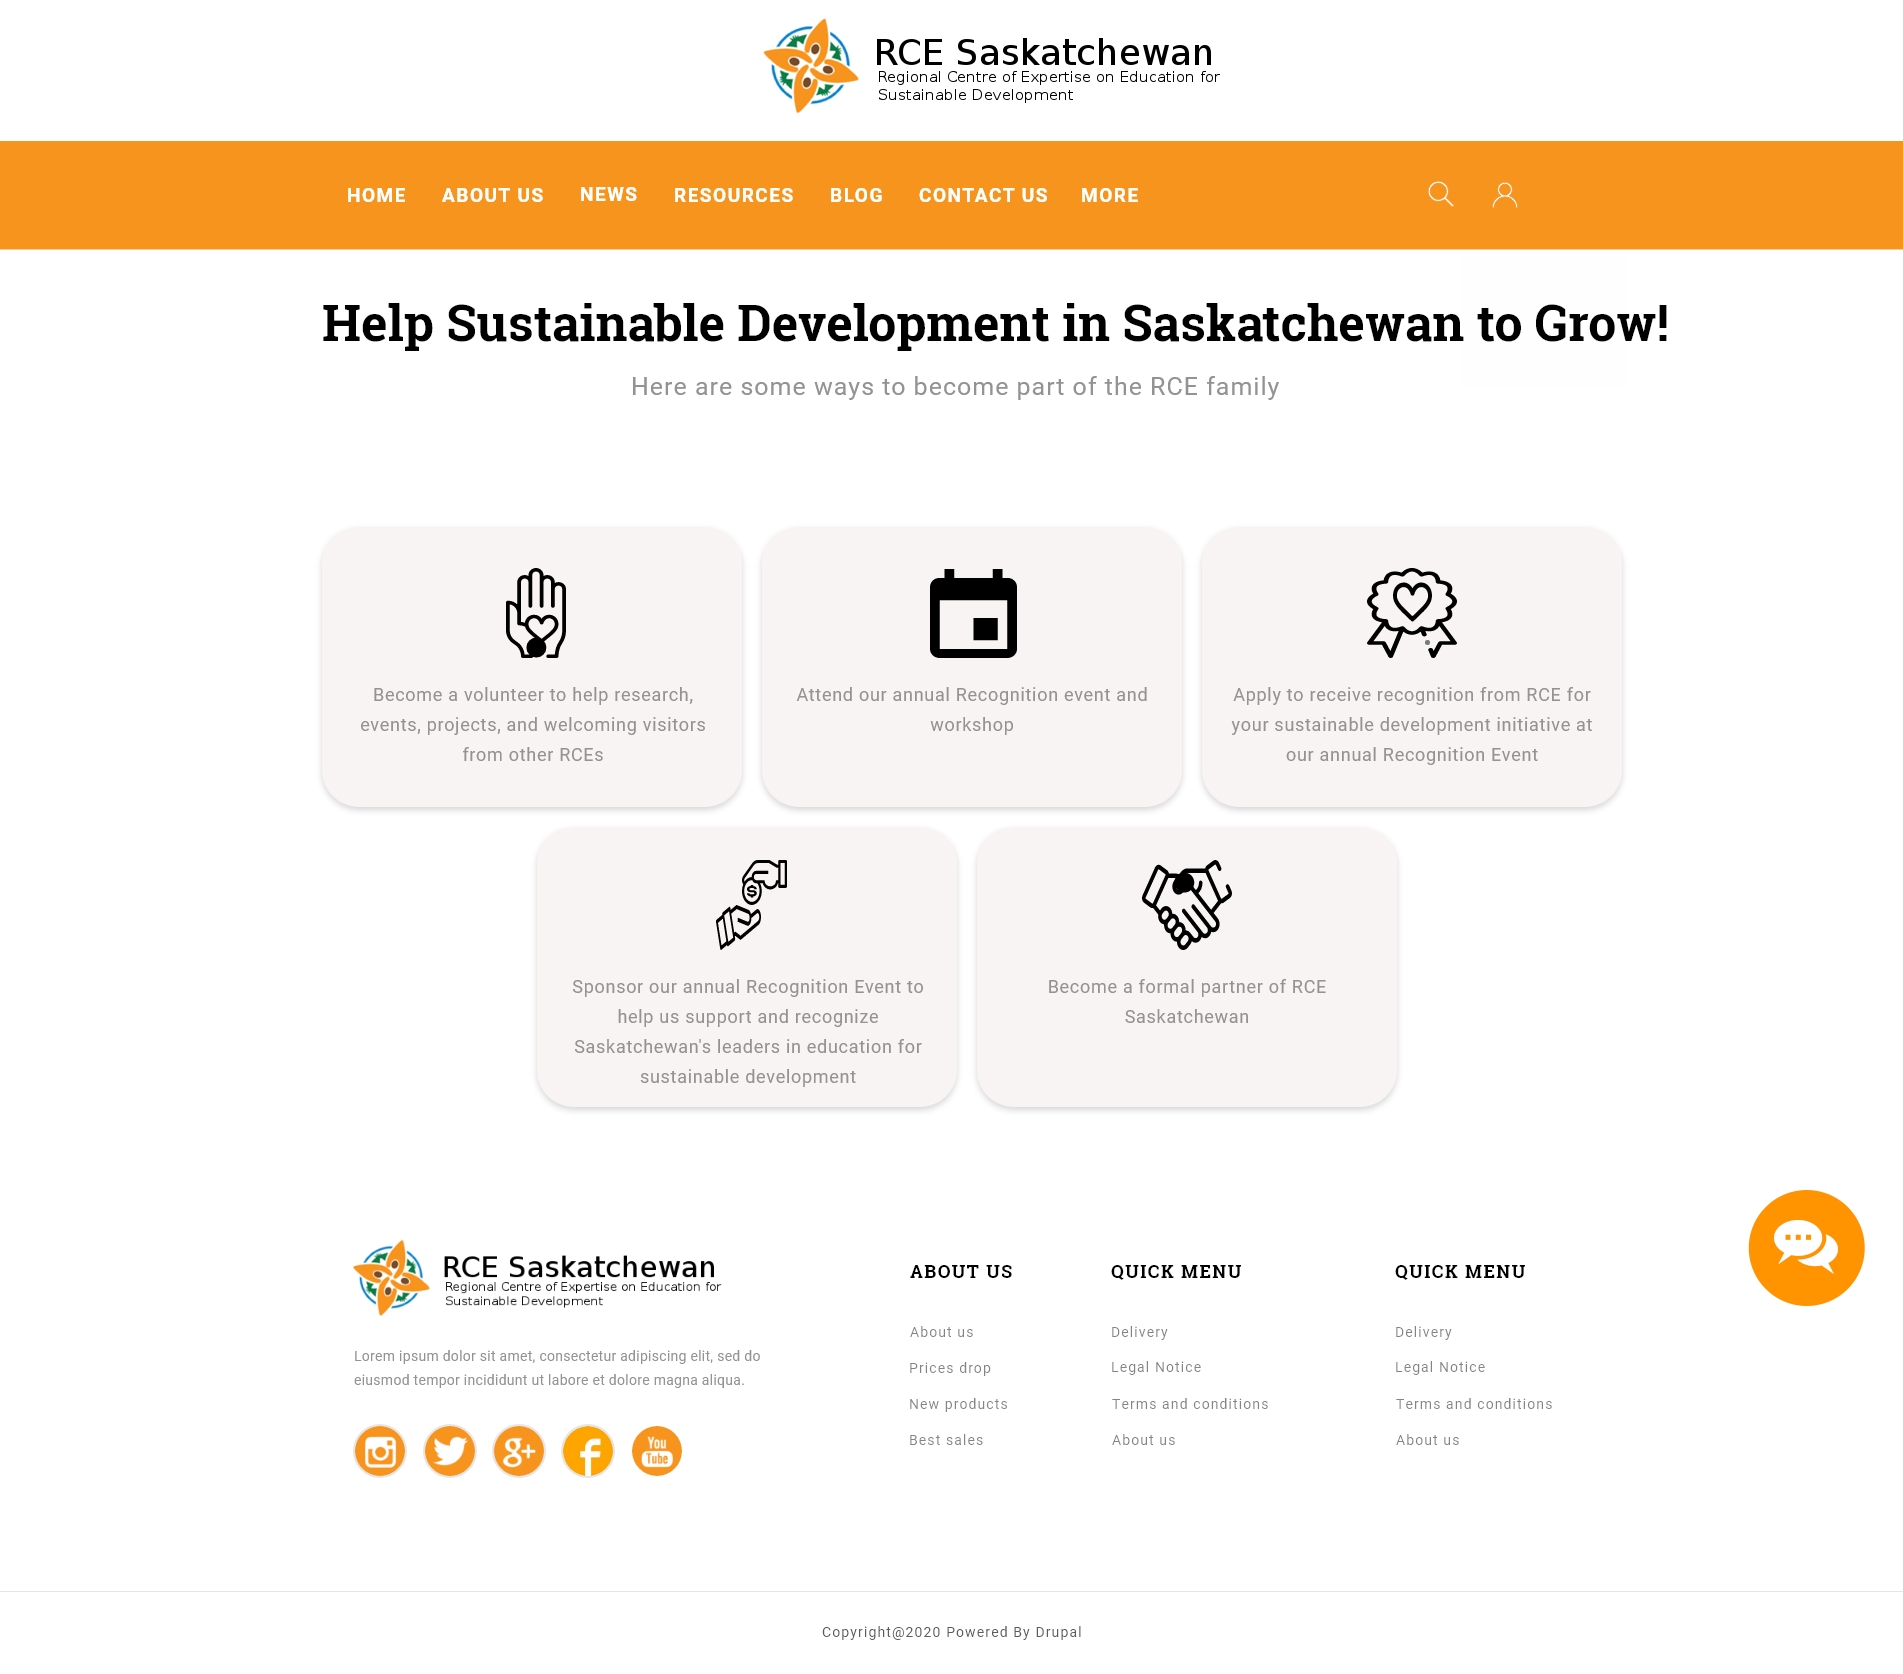 RCE Saskatchewan
Regional Centre of Expertise on Education for
Sustainable Development
HOME ABOUT US NEWS RESOURCES BLOG CONTACT US MORE
Help Sustainable Development in Saskatchewan to Grow!
Here are some ways to become part of the RCE family
Become a volunteer to help research,
events, projects, and welcoming visitors
from other RCEs
Attend our annual Recognition event and
workshop
Apply to receive recognition from RCE for
your sustainable development initiative at
our annual Recognition Event
$
Sponsor our annual Recognition Event to
help us support and recognize
Saskatchewan's leaders in education for
sustainable development
Become a formal partner of RCE
Saskatchewan
RCE Saskatchewan
Regional Centre of Expertise on Education for
Sustainable Development
Lorem ipsum dolor sit amet, consectetur adipiscing elit, sed do
eiusmod tempor incididunt ut labore et dolore magna aliqua.
g+ f You
Tube
ABOUT US
About us
Prices drop
New products
Best sales
QUICK MENU
Delivery
Legal Notice
Terms and conditions
About us
QUICK MENU
Delivery
Legal Notice
Terms and conditions
About us
Copyright@2020 Powered By Drupal